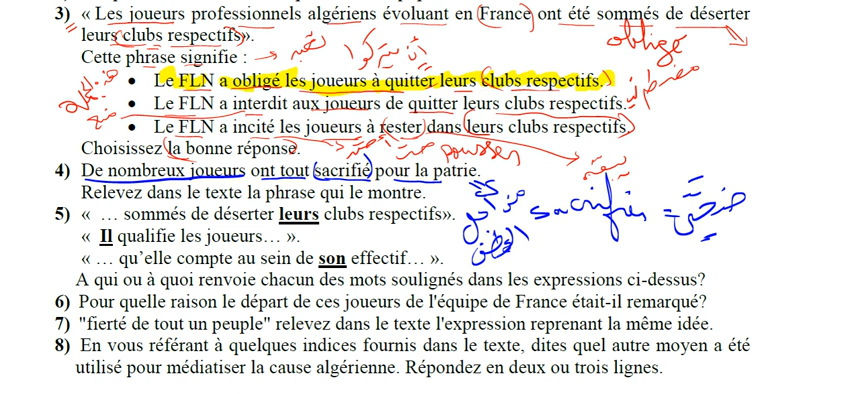 3) « Les joueurs professionnels algériens évoluant en France ont été sommés de déserter
leurs clubs respectifs».
obligé
Cette phrase signifie :
• Le FLN a obligé les joueurs à quitter leurs clubs respectifs.
• Le FLN a interdit aux joueurs de quitter leurs clubs respectifs.
• Le FLN a incité les joueurs à rester dans leurs clubs respectifs.
Choisissez la bonne réponse.
pousser
4) De nombreux joueurs ont tout sacrifié pour la patrie.
Relevez dans le texte la phrase qui le montre.
sacrifier = ضحّى
5) « … sommés de déserter leurs clubs respectifs».
« Il qualifie les joueurs… ».
« … qu’elle compte au sein de son effectif… ».
A qui ou à quoi renvoie chacun des mots soulignés dans les expressions ci-dessus?
6) Pour quelle raison le départ de ces joueurs de l'équipe de France était-il remarqué?
7) "fierté de tout un peuple" relevez dans le texte l'expression reprenant la même idée.
8) En vous référant à quelques indices fournis dans le texte, dites quel autre moyen a été
utilisé pour médiatiser la cause algérienne. Répondez en deux ou trois lignes.